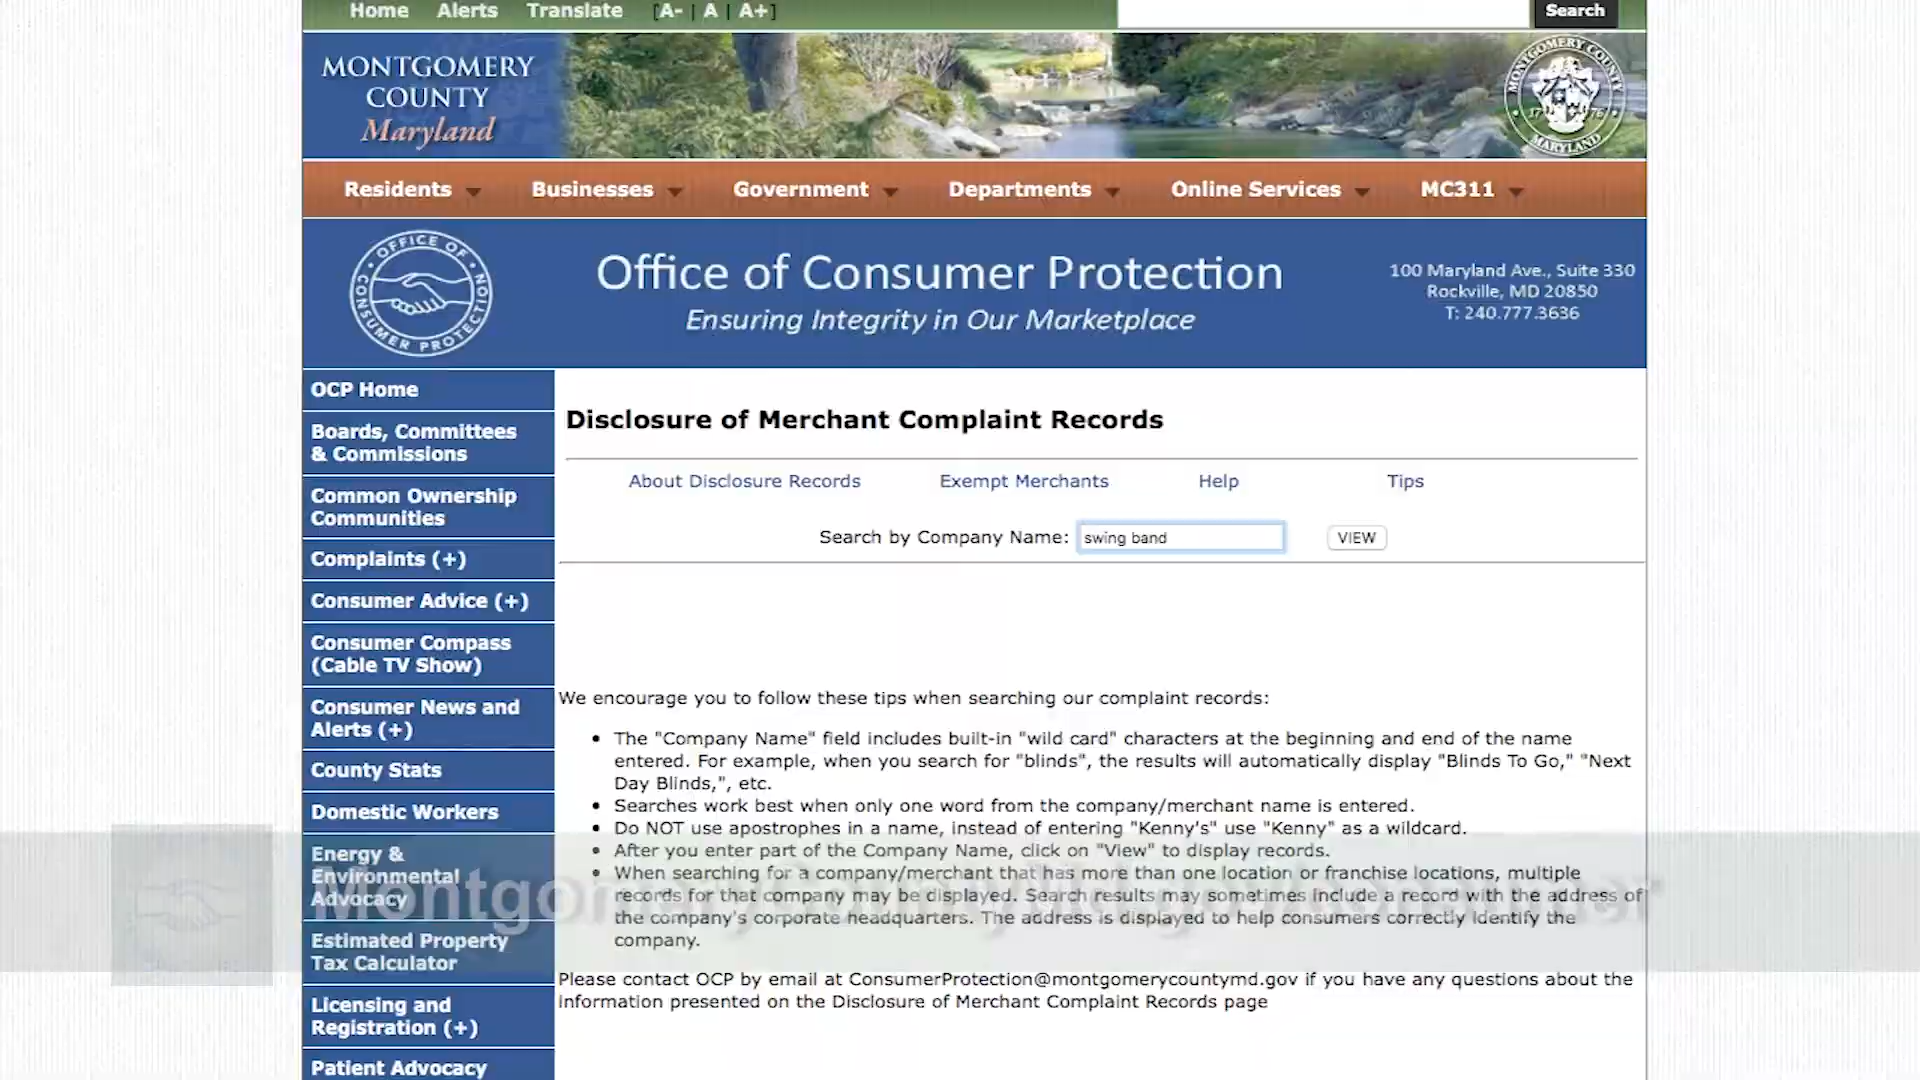 Home Alerts Translate [A- | A | A+] Search
MONTGOMERY
COUNTY
Maryland
MONTGOMERY COUNTY
17 76
MARYLAND
Residents Businesses Government Departments Online Services MC311
OFFICE OF
CONSUMER PROTECTION
Office of Consumer Protection
Ensuring Integrity in Our Marketplace
100 Maryland Ave., Suite 330
Rockville, MD 20850
T: 240.777.3636
OCP Home
Boards, Committees
& Commissions
Common Ownership
Communities
Complaints (+)
Consumer Advice (+)
Consumer Compass
(Cable TV Show)
Consumer News and
Alerts (+)
County Stats
Domestic Workers
Energy &
Environmental
Advocacy
Estimated Property
Tax Calculator
Licensing and
Registration (+)
Patient Advocacy
Disclosure of Merchant Complaint Records
About Disclosure Records Exempt Merchants Help Tips
Search by Company Name: swing band VIEW
We encourage you to follow these tips when searching our complaint records:
• The "Company Name" field includes built-in "wild card" characters at the beginning and end of the name
entered. For example, when you search for "blinds", the results will automatically display "Blinds To Go," "Next
Day Blinds,", etc.
• Searches work best when only one word from the company/merchant name is entered.
• Do NOT use apostrophes in a name, instead of entering "Kenny's" use "Kenny" as a wildcard.
• After you enter part of the Company Name, click on "View" to display records.
• When searching for a company/merchant that has more than one location or franchise locations, multiple
records for that company may be displayed. Search results may sometimes include a record with the address of
the company's corporate headquarters. The address is displayed to help consumers correctly identify the
company.
Please contact OCP by email at ConsumerProtection@montgomerycountymd.gov if you have any questions about the
information presented on the Disclosure of Merchant Complaint Records page